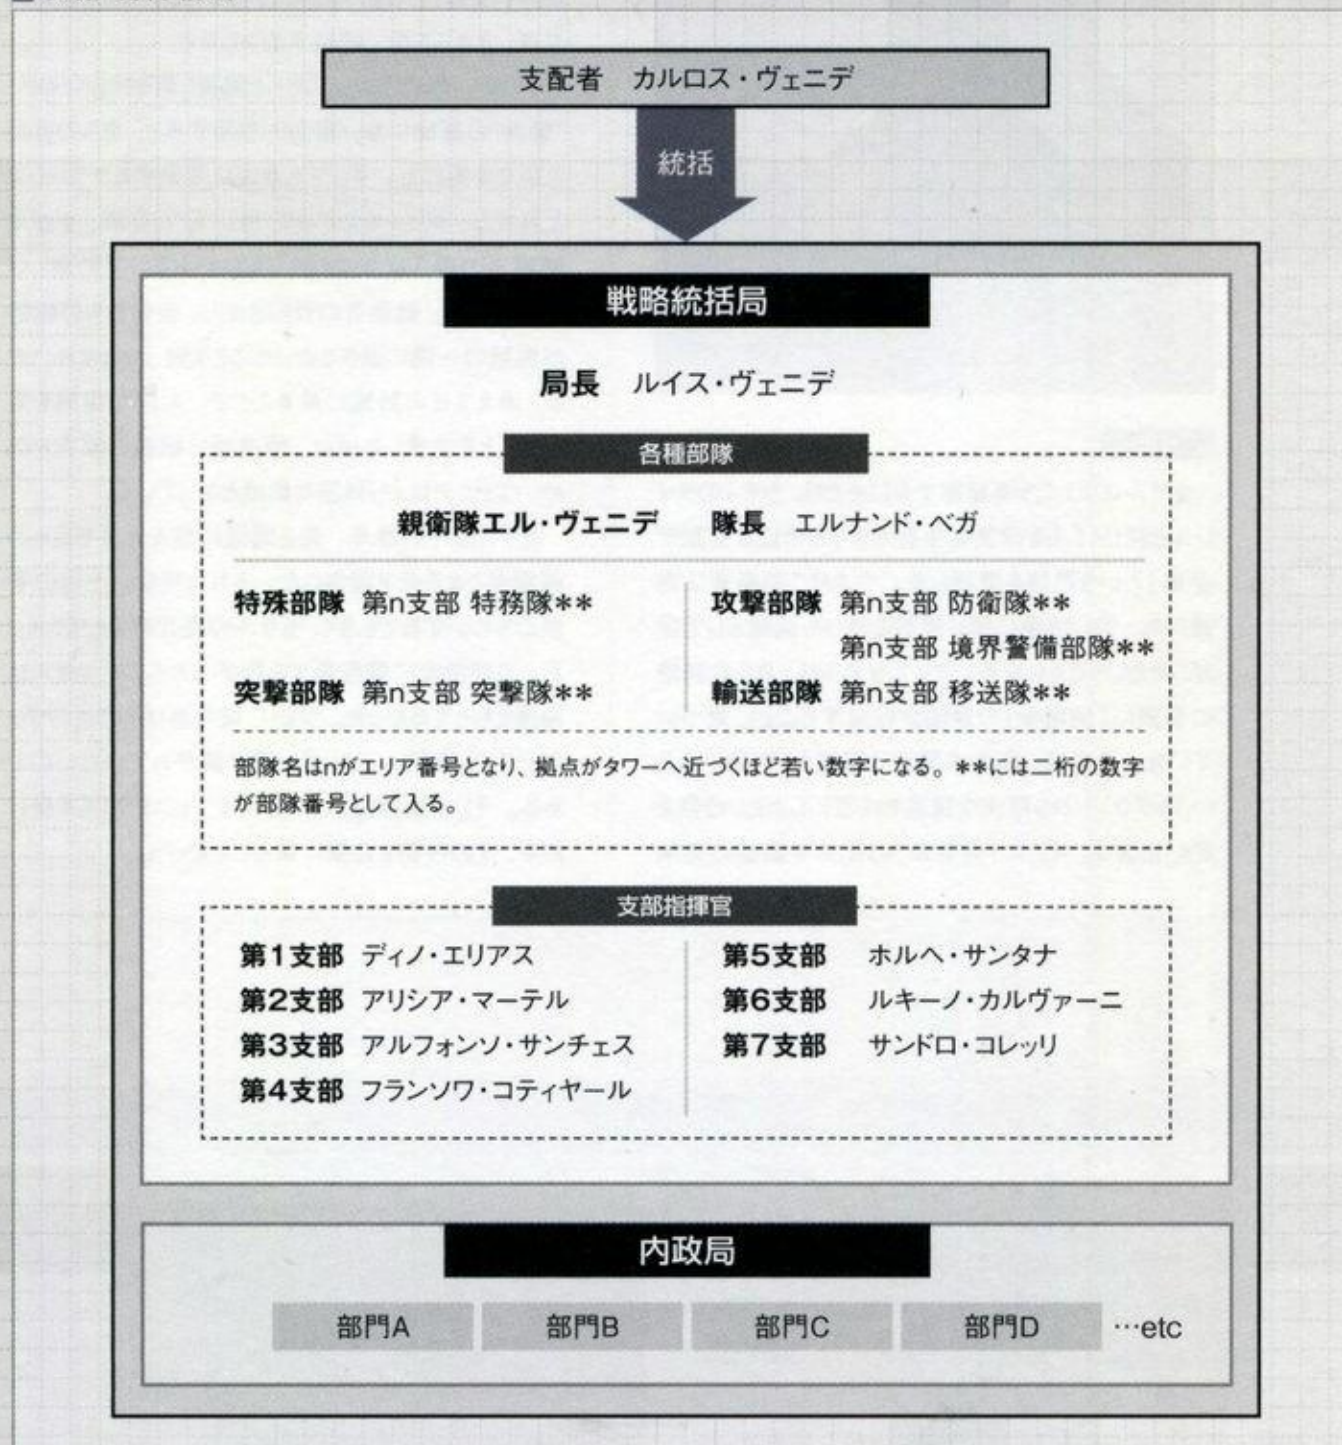 支配者 カルロス・ヴェニデ
統括
戦略統括局
局長 ルイス・ヴェニデ
各種部隊
親衛隊エル・ヴェニデ 隊長 エルナンド・ベガ
特殊部隊 第n支部 特務隊** 攻撃部隊 第n支部 防衛隊**
第n支部 境界警備部隊**
突撃部隊 第n支部 突撃隊** 輸送部隊 第n支部 移送隊**
部隊名はnがエリア番号となり、拠点がタワーへ近づくほど若い数字になる。**には二桁の数字
が部隊番号として入る。
支部指揮官
第1支部 ディノ・エリアス 第5支部 ホルヘ・サンタナ
第2支部 アリシア・マーテル 第6支部 ルキーノ・カルヴァーニ
第3支部 アルフォンソ・サンチェス 第7支部 サンドロ・コレッリ
第4支部 フランソワ・コティヤール
内政局
部門A 部門B 部門C 部門D …etc